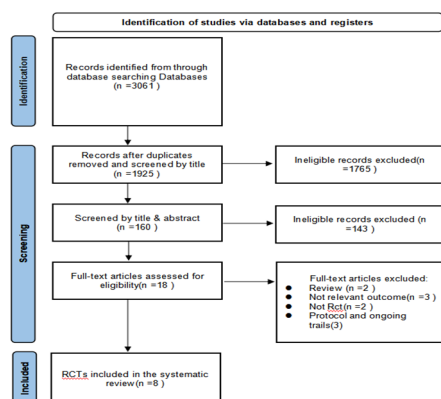 Identification of studies via databases and registers
Identification
Records identified from through
database searching Databases
(n =3061 )
Screening
Records after duplicates
removed and screened by title
(n =1925 )
Ineligible records excluded(n
=1765 )
Screened by title & abstract
(n =160 )
Ineligible records excluded (n
=143 )
Full-text articles assessed for
eligibility(n =18 )
Full-text articles excluded:
● Review (n =2 )
● Not relevant outcome(n =3 )
● Not Rct(n =2 )
● Protocol and ongoing
trails(3)
Included
RCTs included in the systematic
review(n =8 )